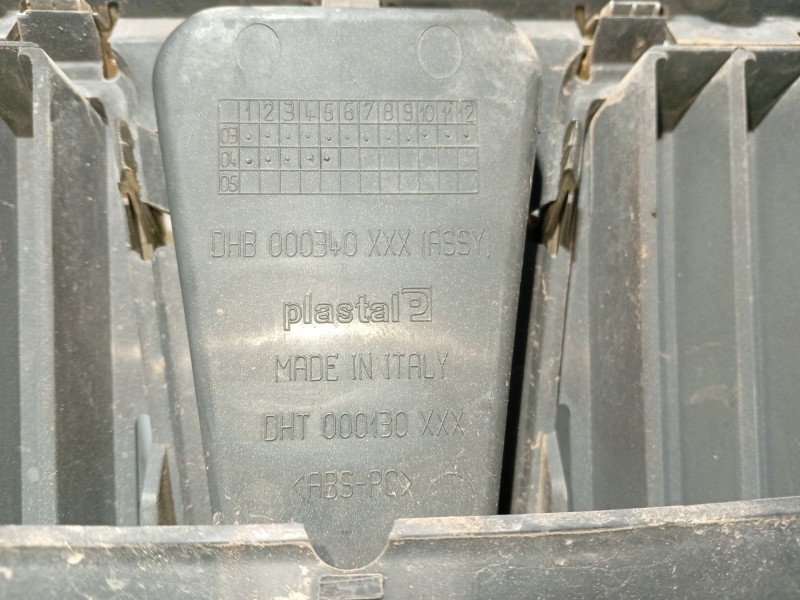 1 2 3 4 5 6 7 8 9 10 11 12
03
04
05
DHB 000340 XXX (ASSY)
plastal P
MADE IN ITALY
DHT 000130 XXX
<ABS-PC>